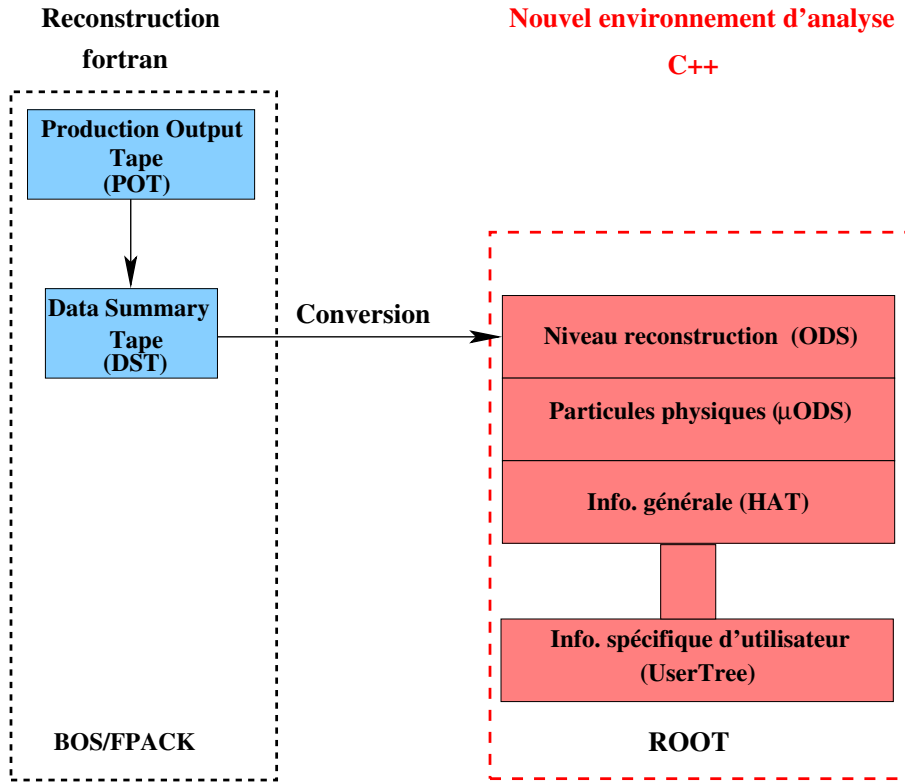 Reconstruction
fortran
Nouvel environnement d’analyse
C++
Production Output
Tape
(POT)
Data Summary
Tape
(DST)
Conversion
Niveau reconstruction (ODS)
Particules physiques (μODS)
Info. générale (HAT)
Info. spécifique d’utilisateur
(UserTree)
BOS/FPACK
ROOT